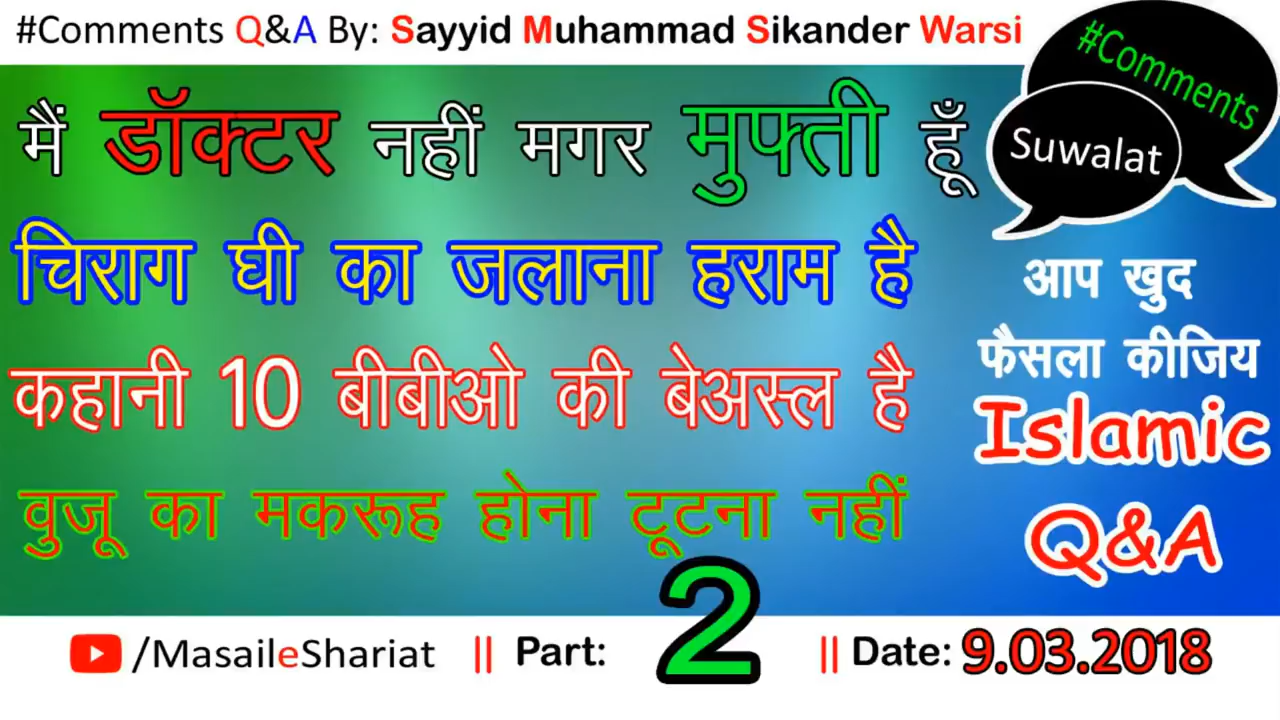 #Comments Q&A By: Sayyid Muhammad Sikander Warsi
#Comments
Suwalat
मैं डॉक्टर नहीं मगर मुफ्ती हूँ
चिराग घी का जलाना हराम है
कहानी 10 बीबीओ की बेअस्ल है
वुजू का मकरूह होना टूटना नहीं
आप खुद
फैसला कीजिय
Islamic
Q&A
/MasaileShariat || Part: 2 || Date: 9.03.2018